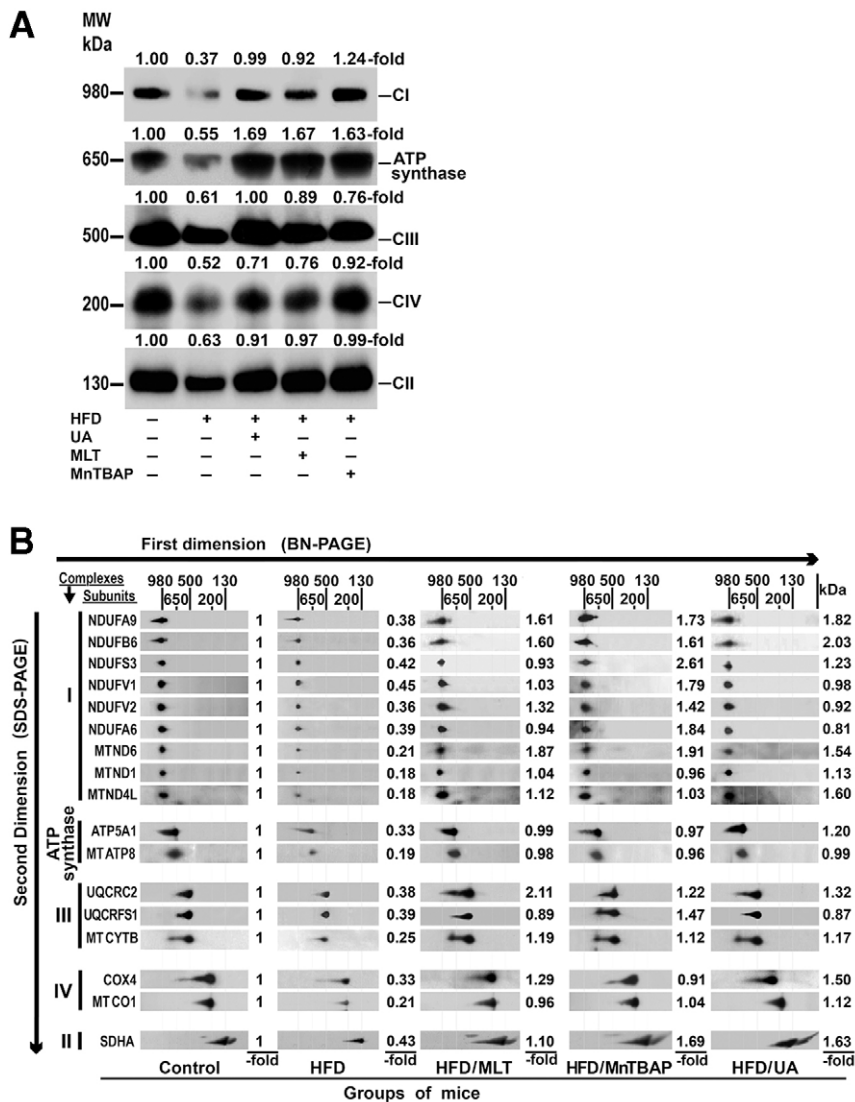 A
MW
kDa
1.00 0.37 0.99 0.92 1.24-fold
980 CI
1.00 0.55 1.69 1.67 1.63-fold
650 ATP
synthase
1.00 0.61 1.00 0.89 0.76-fold
500 CIII
1.00 0.52 0.71 0.76 0.92-fold
200 CIV
1.00 0.63 0.91 0.97 0.99-fold
130 CII
HFD – + + + +
UA – – + – –
MLT – – – + –
MnTBAP – – – – +
B
First dimension (BN-PAGE)
Second Dimension (SDS-PAGE)
Complexes 980 500 130 980 500 130 980 500 130 980 500 130 980 500 130
Subunits 650 200 650 200 650 200 650 200 650 200 kDa
I
NDUFA9 1 0.38 1.61 1.73 1.82
NDUFB6 1 0.36 1.60 1.61 2.03
NDUFS3 1 0.42 0.93 2.61 1.23
NDUFV1 1 0.45 1.03 1.79 0.98
NDUFV2 1 0.36 1.32 1.42 0.92
NDUFA6 1 0.39 0.94 1.84 0.81
MTND6 1 0.21 1.87 1.91 1.54
MTND1 1 0.18 1.04 0.96 1.13
MTND4L 1 0.18 1.12 1.03 1.60
ATP
synthase
ATP5A1 1 0.33 0.99 0.97 1.20
MTATP8 1 0.19 0.98 0.96 0.99
III
UQCRC2 1 0.38 2.11 1.22 1.32
UQCRFS1 1 0.39 0.89 1.47 0.87
MTCYTB 1 0.25 1.19 1.12 1.17
IV
COX4 1 0.33 1.29 0.91 1.50
MTCO1 1 0.21 0.96 1.04 1.12
II SDHA 1 0.43 1.10 1.69 1.63
Control -fold HFD -fold HFD/MLT -fold HFD/MnTBAP -fold HFD/UA -fold
Groups of mice